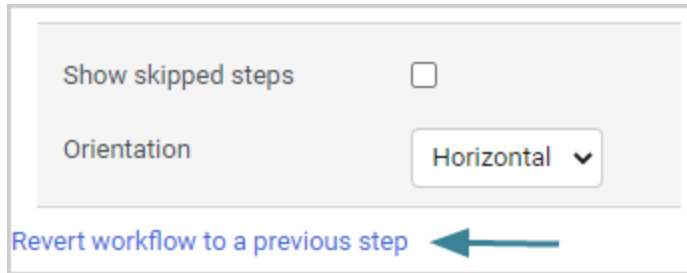 Show skipped steps
Orientation
Horizontal
Revert workflow to a previous step